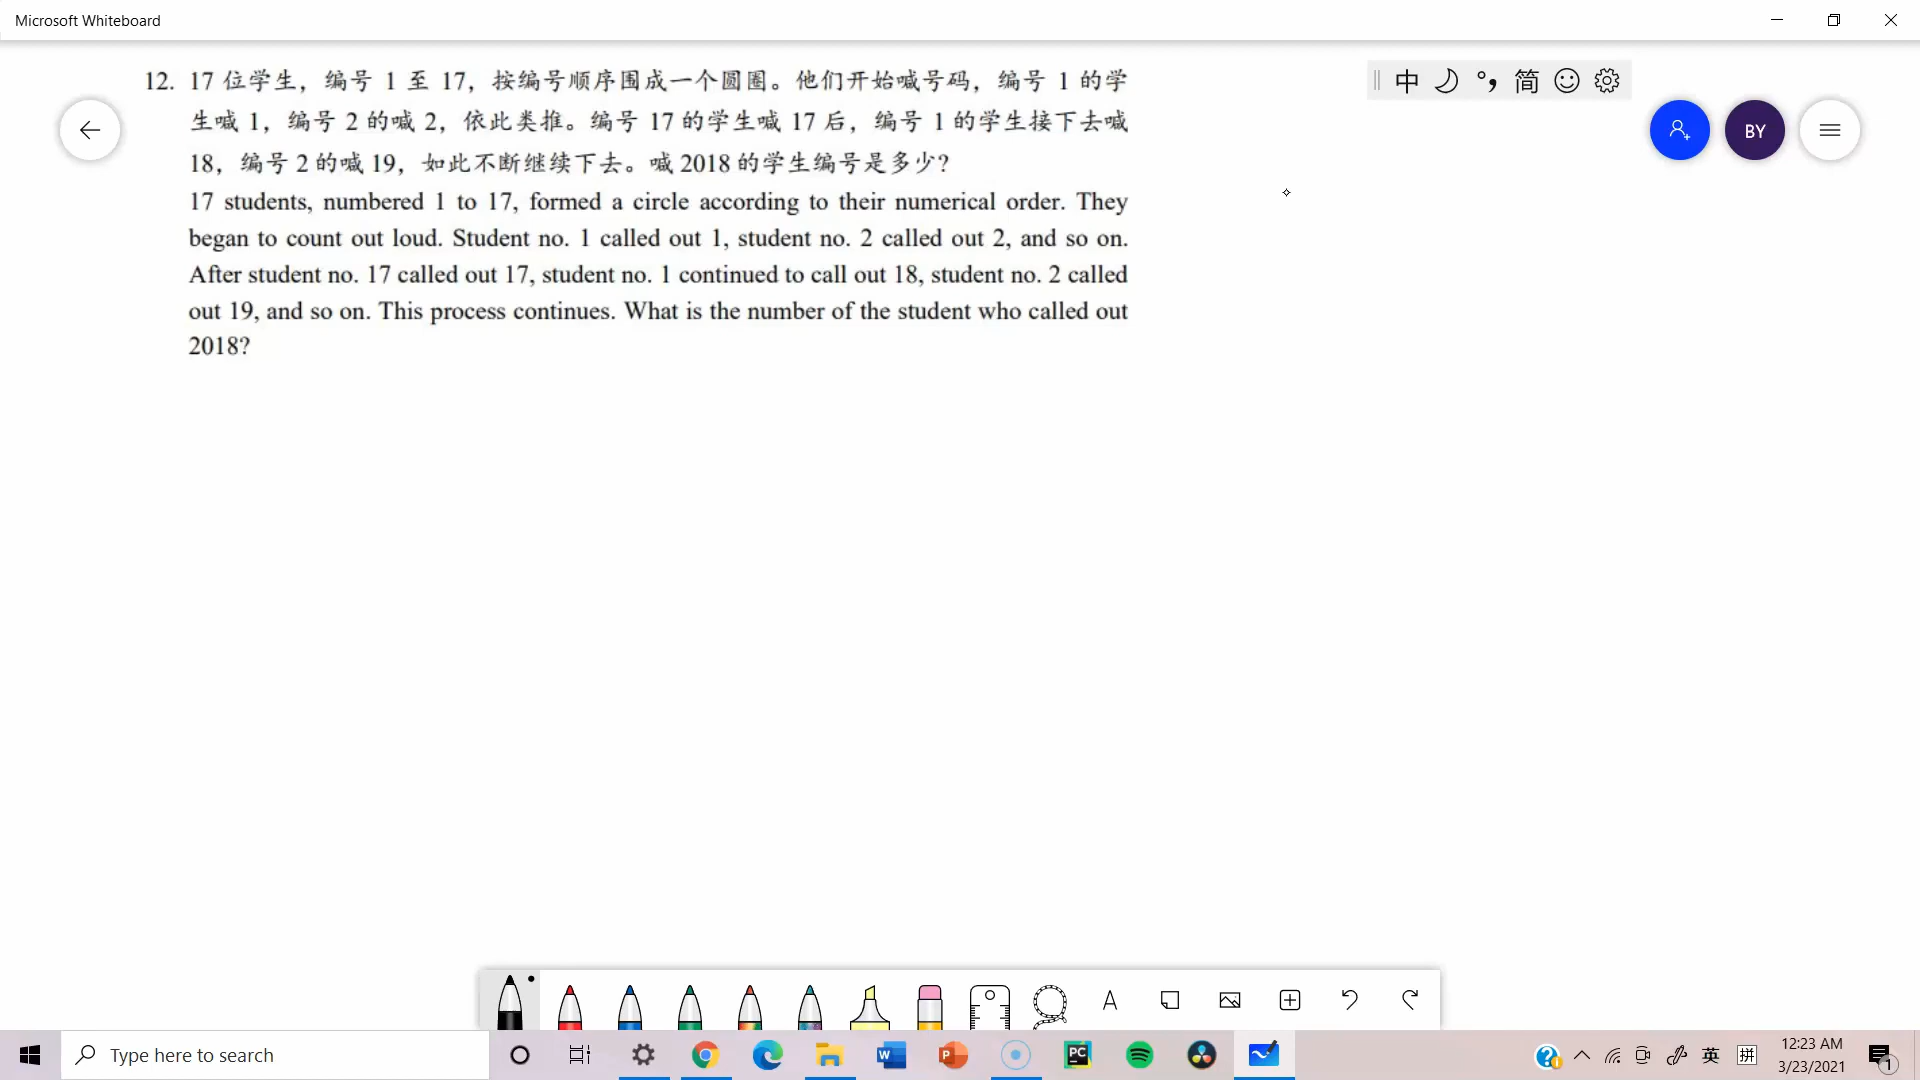 Microsoft Whiteboard
12. 17 位学生，编号 1 至 17，按编号顺序围成一个圆圈。他们开始喊号码，编号 1 的学
生喊 1，编号 2 的喊 2，依此类推。编号 17 的学生喊 17 后，编号 1 的学生接下去喊
18，编号 2 的喊 19，如此不断继续下去。喊 2018 的学生编号是多少?
17 students, numbered 1 to 17, formed a circle according to their numerical order. They
began to count out loud. Student no. 1 called out 1, student no. 2 called out 2, and so on.
After student no. 17 called out 17, student no. 1 continued to call out 18, student no. 2 called
out 19, and so on. This process continues. What is the number of the student who called out
2018?
中 简
BY
A
Type here to search
W P PC
英 拼
12:23 AM
3/23/2021
1